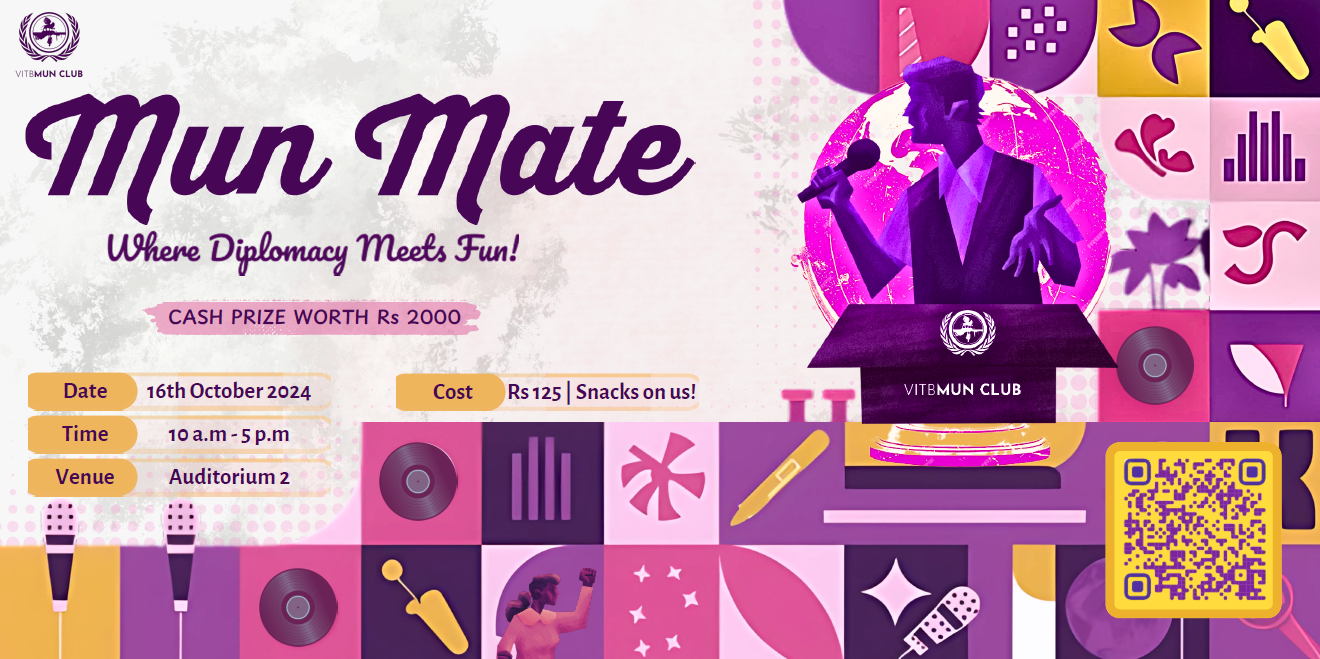 VITBMUN CLUB
Mun Mate
Where Diplomacy Meets Fun!
CASH PRIZE WORTH Rs 2000
Date 16th October 2024
Cost Rs 125 | Snacks on us!
Time 10 a.m - 5 p.m
Venue Auditorium 2
VITBMUN CLUB